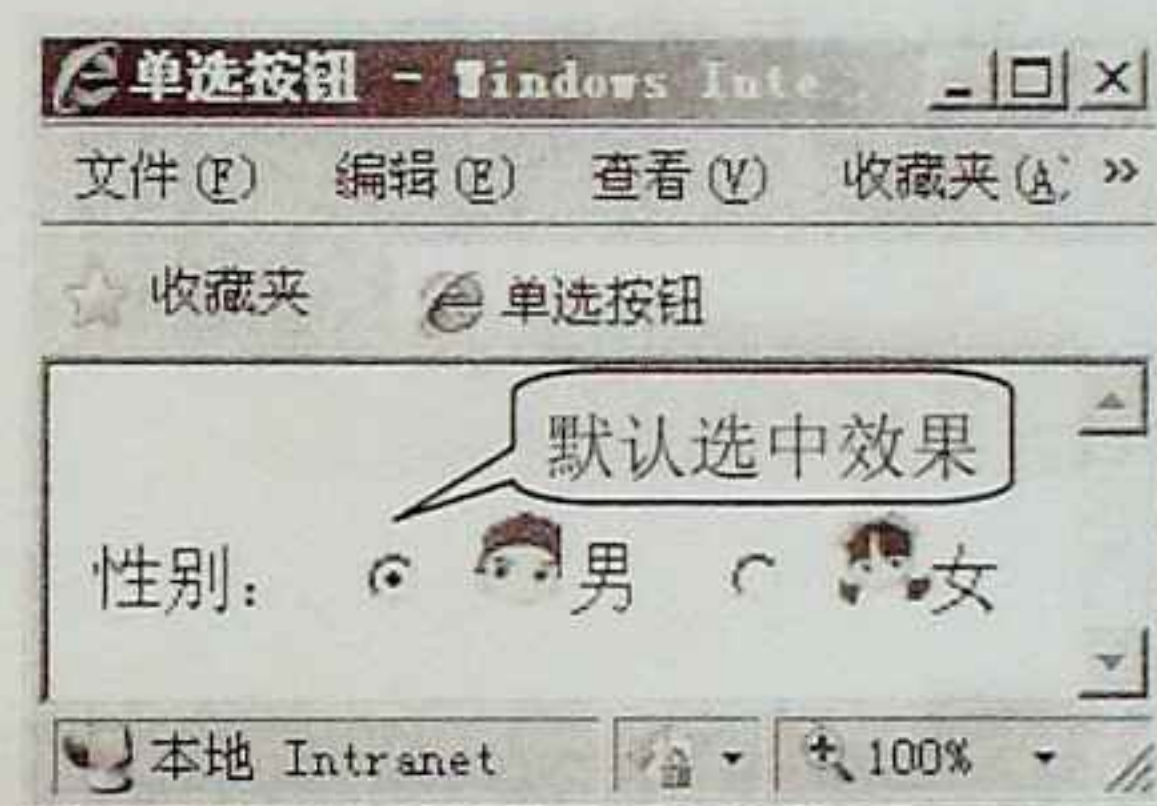 单选按钮 - Windows Inte...
文件(F) 编辑(E) 查看(V) 收藏夹(A) »
收藏夹 单选按钮
默认选中效果
性别: 男 女
本地 Intranet 100%